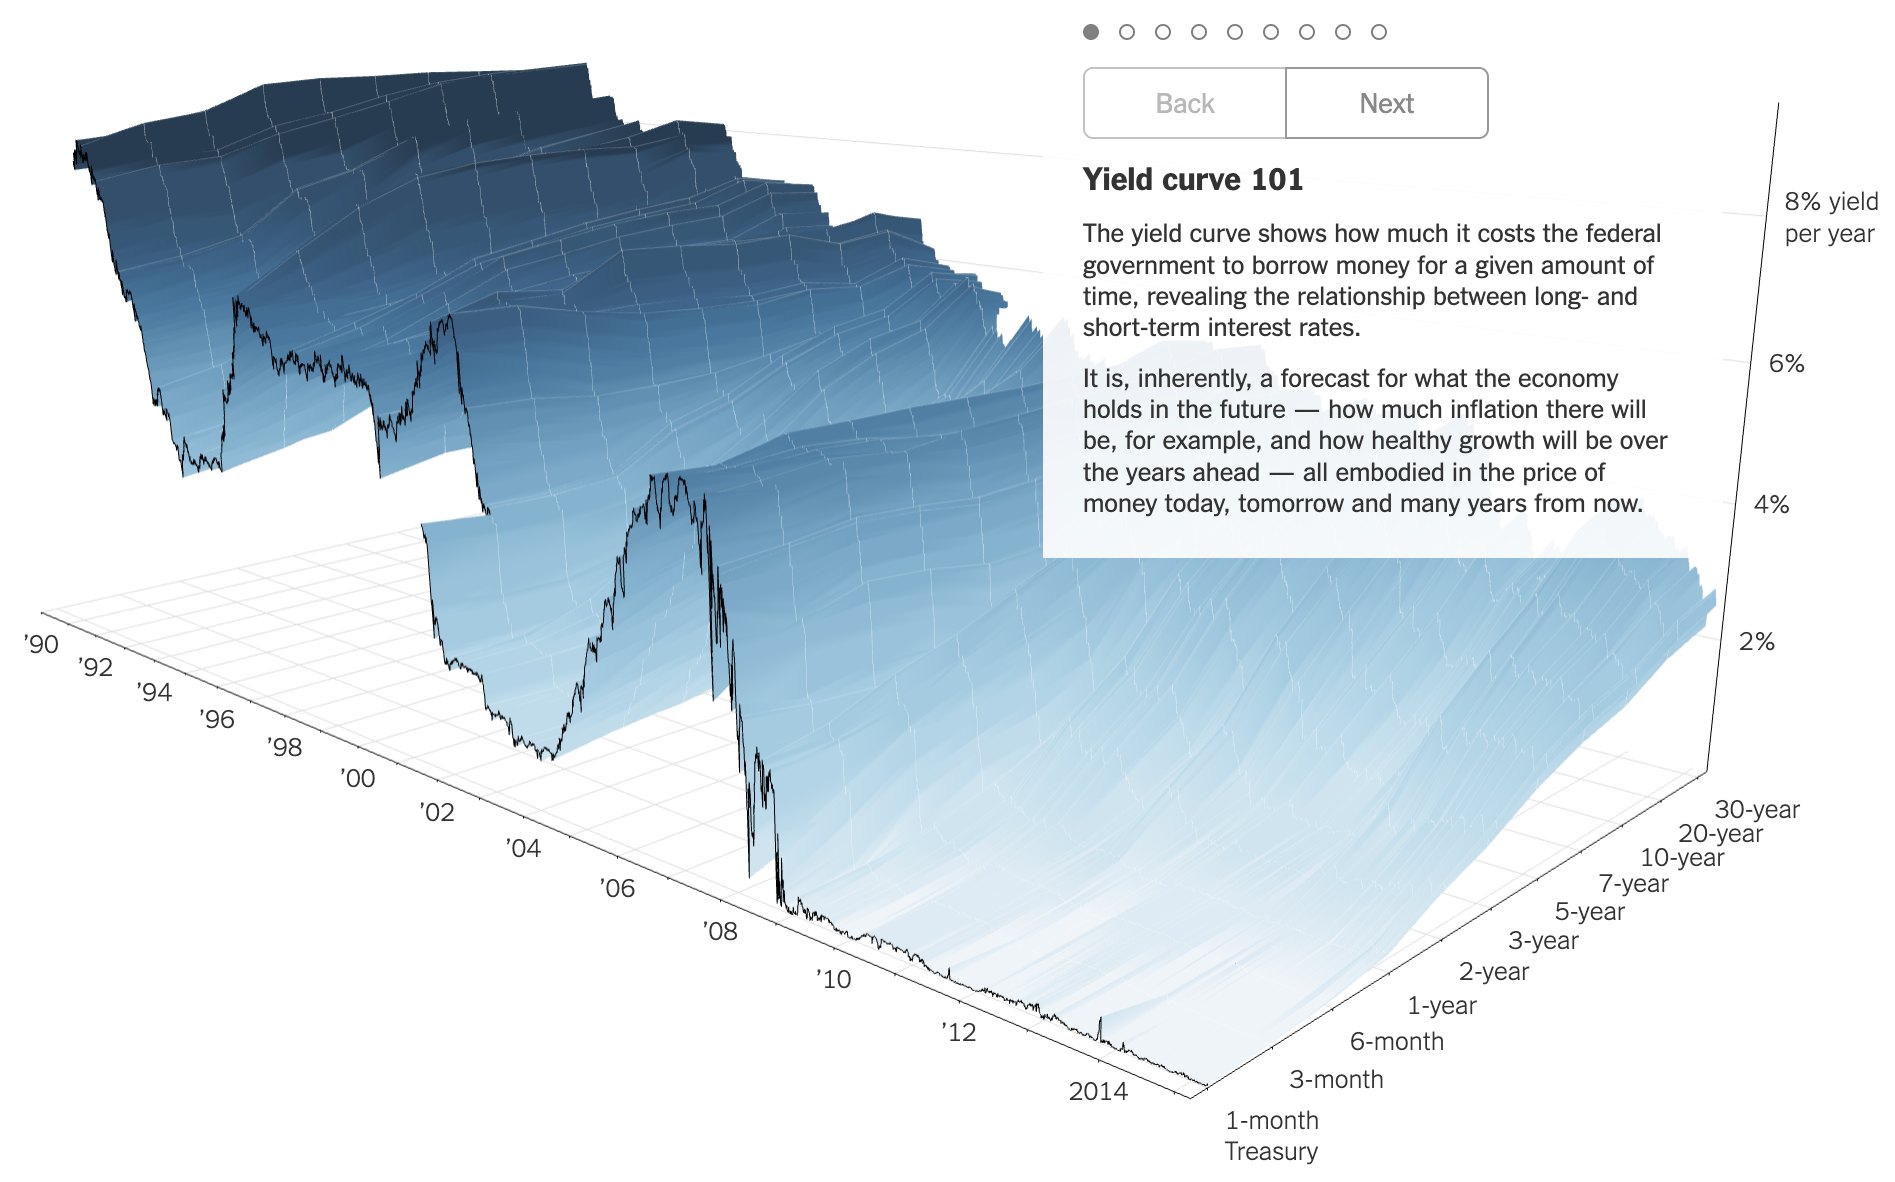 Back
Next
Yield curve 101
The yield curve shows how much it costs the federal
government to borrow money for a given amount of
time, revealing the relationship between long- and
short-term interest rates.
It is, inherently, a forecast for what the economy
holds in the future — how much inflation there will
be, for example, and how healthy growth will be over
the years ahead — all embodied in the price of
money today, tomorrow and many years from now.
8% yield
per year
6%
4%
2%
’90
’92
’94
’96
’98
’00
’02
’04
’06
’08
’10
’12
2014
30-year
20-year
10-year
7-year
5-year
3-year
2-year
1-year
6-month
3-month
1-month
Treasury